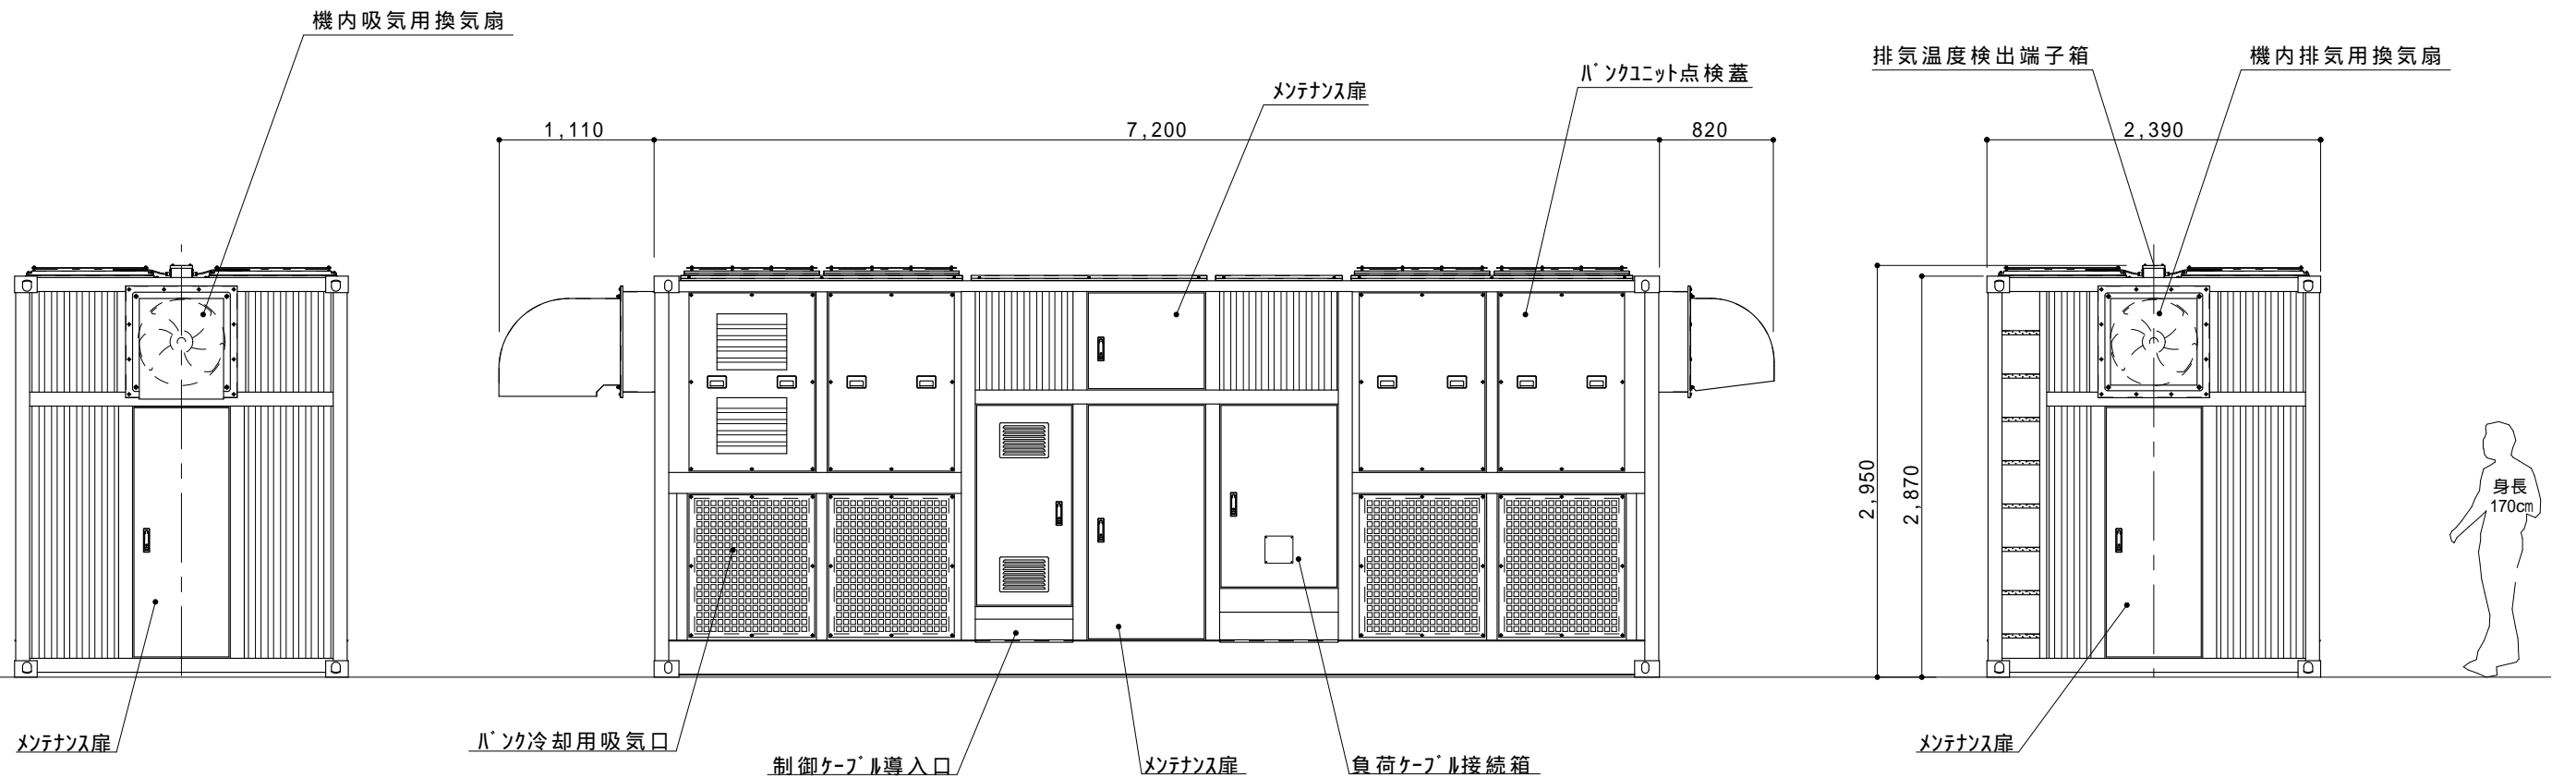 機内吸気用換気扇
排気温度検出端子箱
機内排気用換気扇
バンクユニット点検蓋
メンテナンス扉
1,110
7,200
820
2,390
2,950
2,870
身長
170cm
メンテナンス扉
バンク冷却用吸気口
制御ケーブル導入口
メンテナンス扉
負荷ケーブル接続箱
メンテナンス扉